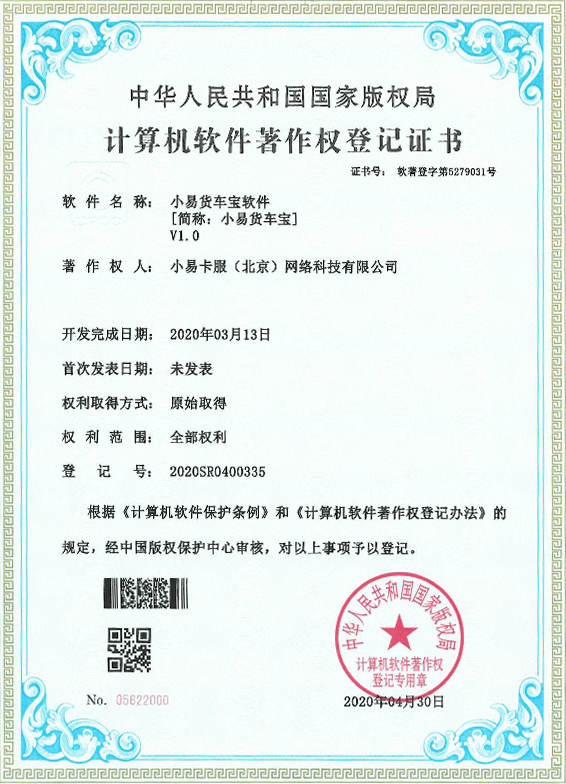 中华人民共和国国家版权局
计算机软件著作权登记证书
证书号： 软著登字第5279031号
软件名称： 小易货车宝软件
[简称：小易货车宝]
V1.0
著作权人： 小易卡服（北京）网络科技有限公司
开发完成日期： 2020年03月13日
首次发表日期： 未发表
权利取得方式： 原始取得
权利范围： 全部权利
登记号： 2020SR0400335
根据《计算机软件保护条例》和《计算机软件著作权登记办法》的
规定，经中国版权保护中心审核，对以上事项予以登记。
中华人民共和国国家版权局
计算机软件著作权
登记专用章
No. 05622000
2020年04月30日